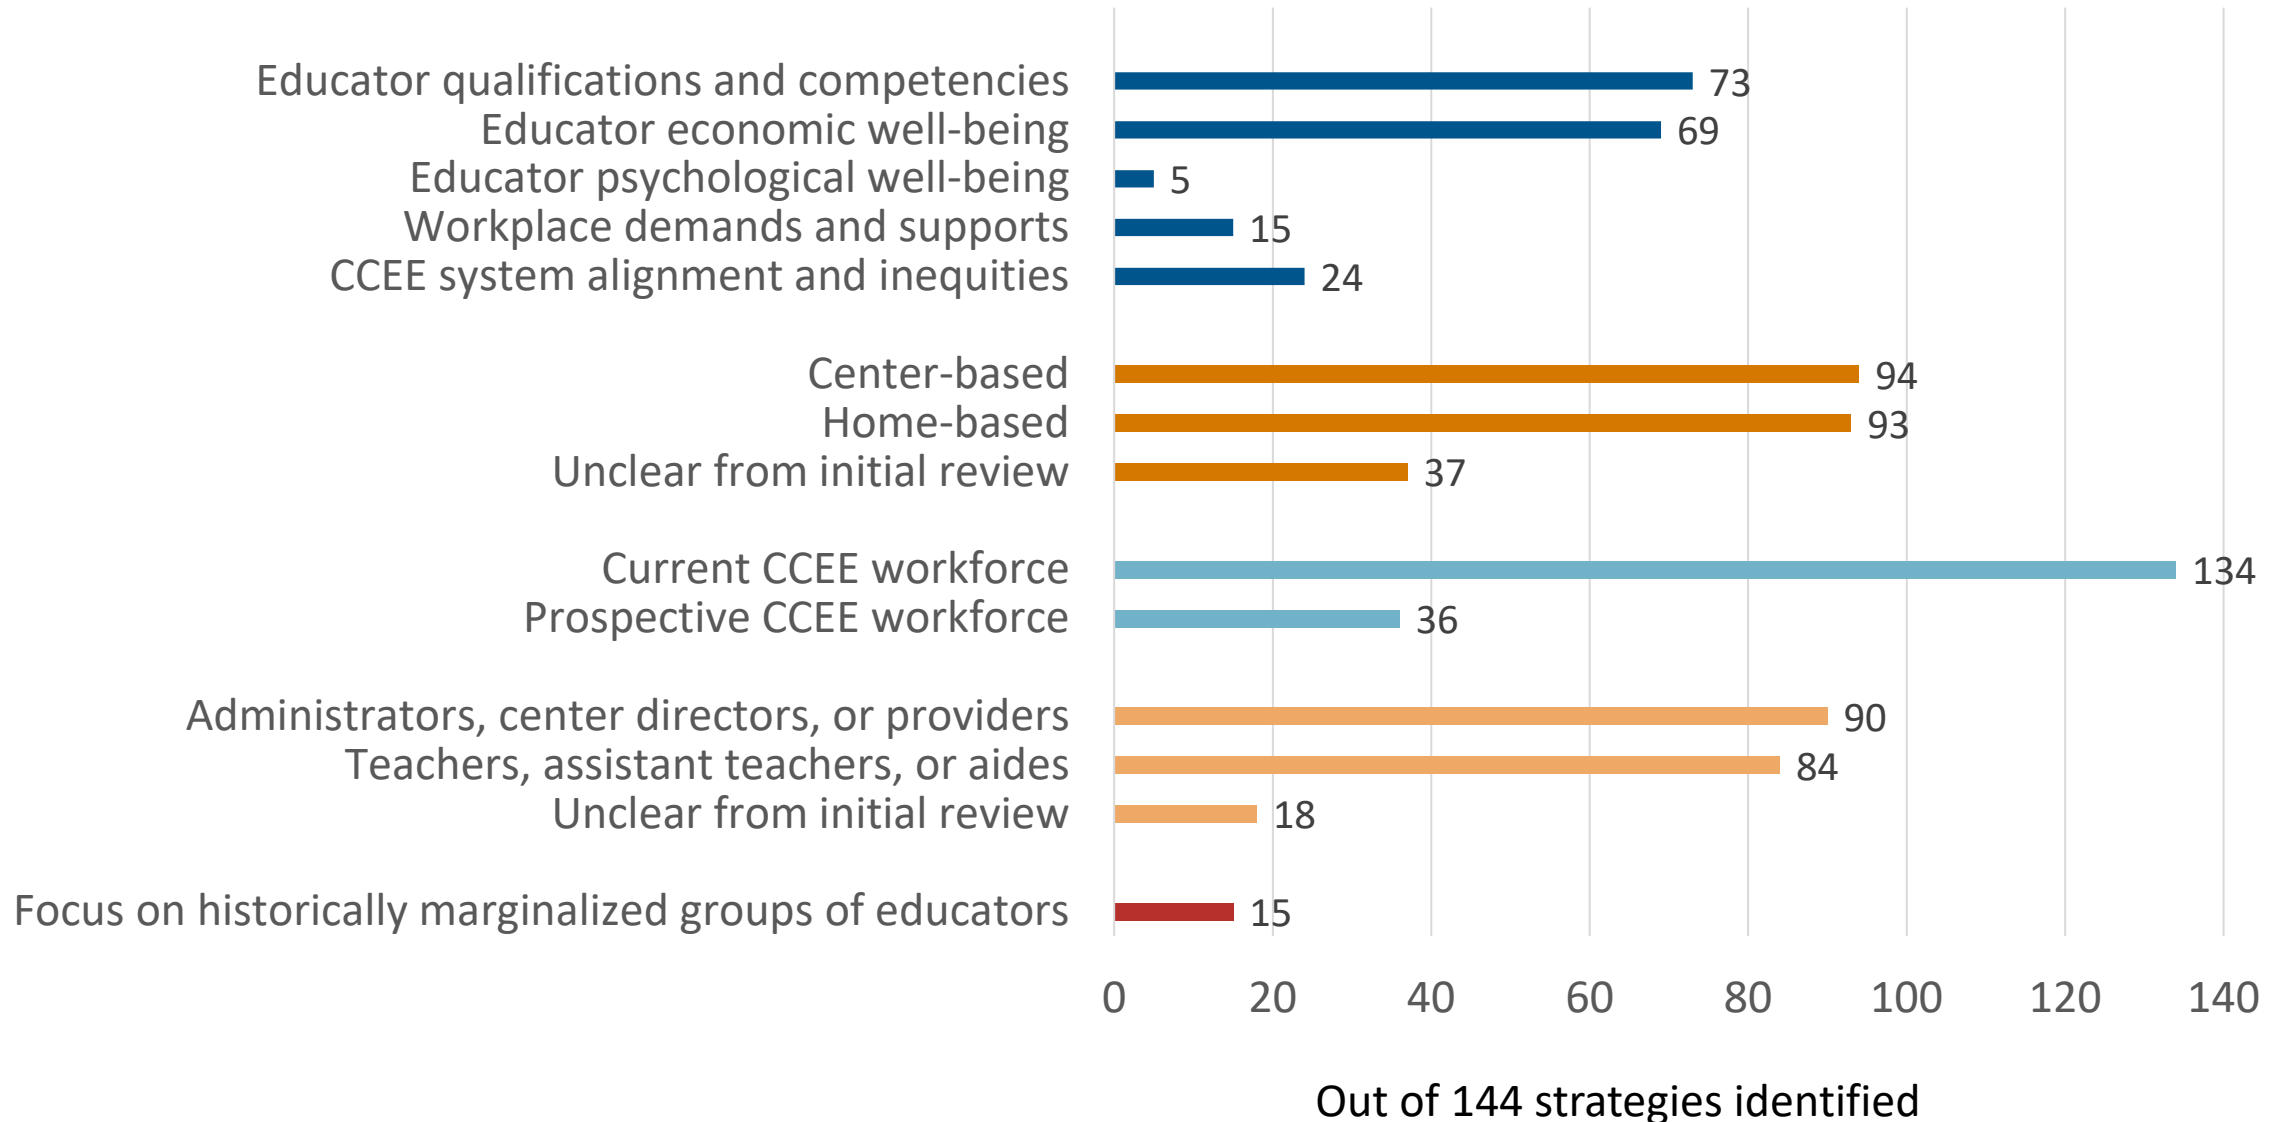 Educator qualifications and competencies 73
Educator economic well-being 69
Educator psychological well-being 5
Workplace demands and supports 15
CCEE system alignment and inequities 24
Center-based 94
Home-based 93
Unclear from initial review 37
Current CCEE workforce 134
Prospective CCEE workforce 36
Administrators, center directors, or providers 90
Teachers, assistant teachers, or aides 84
Unclear from initial review 18
Focus on historically marginalized groups of educators 15
0 20 40 60 80 100 120 140
Out of 144 strategies identified